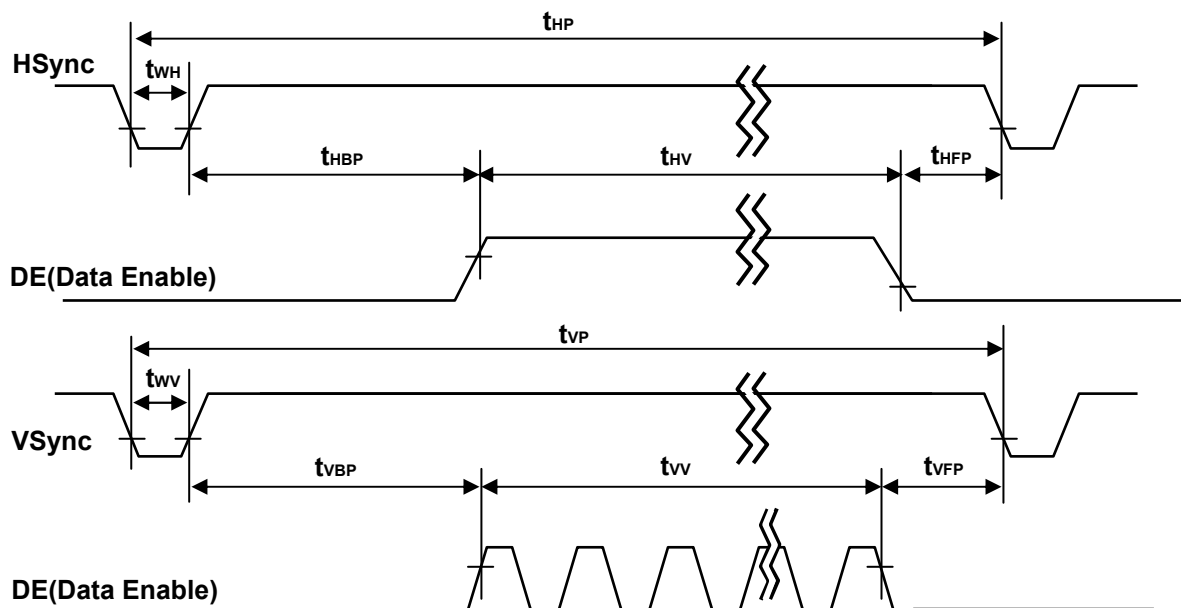 tHP
HSync
tWH
tHBP
tHV
tHFP
DE(Data Enable)
tVP
tWV
VSync
tVBP
tVV
tVFP
DE(Data Enable)